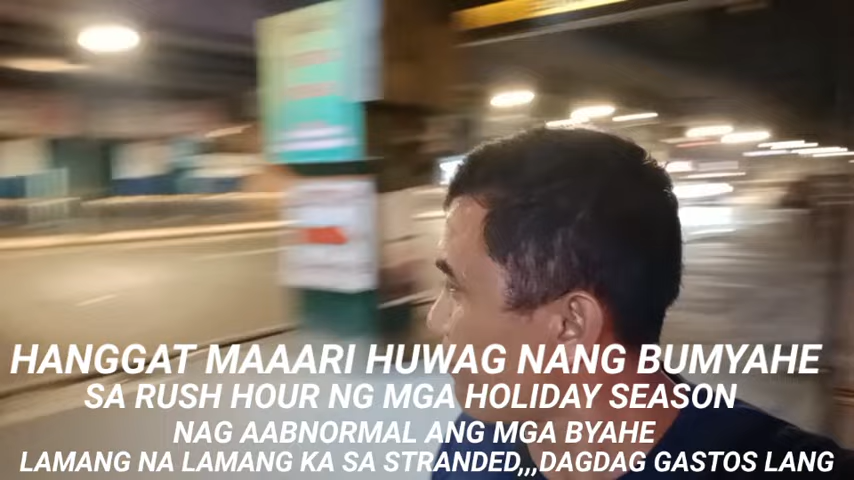 HANGGAT MAAARI HUWAG NANG BUMYAHE
SA RUSH HOUR NG MGA HOLIDAY SEASON
NAG AABNORMAL ANG MGA BYAHE
LAMANG NA LAMANG KA SA STRANDED,,,DAGDAG GASTOS LANG